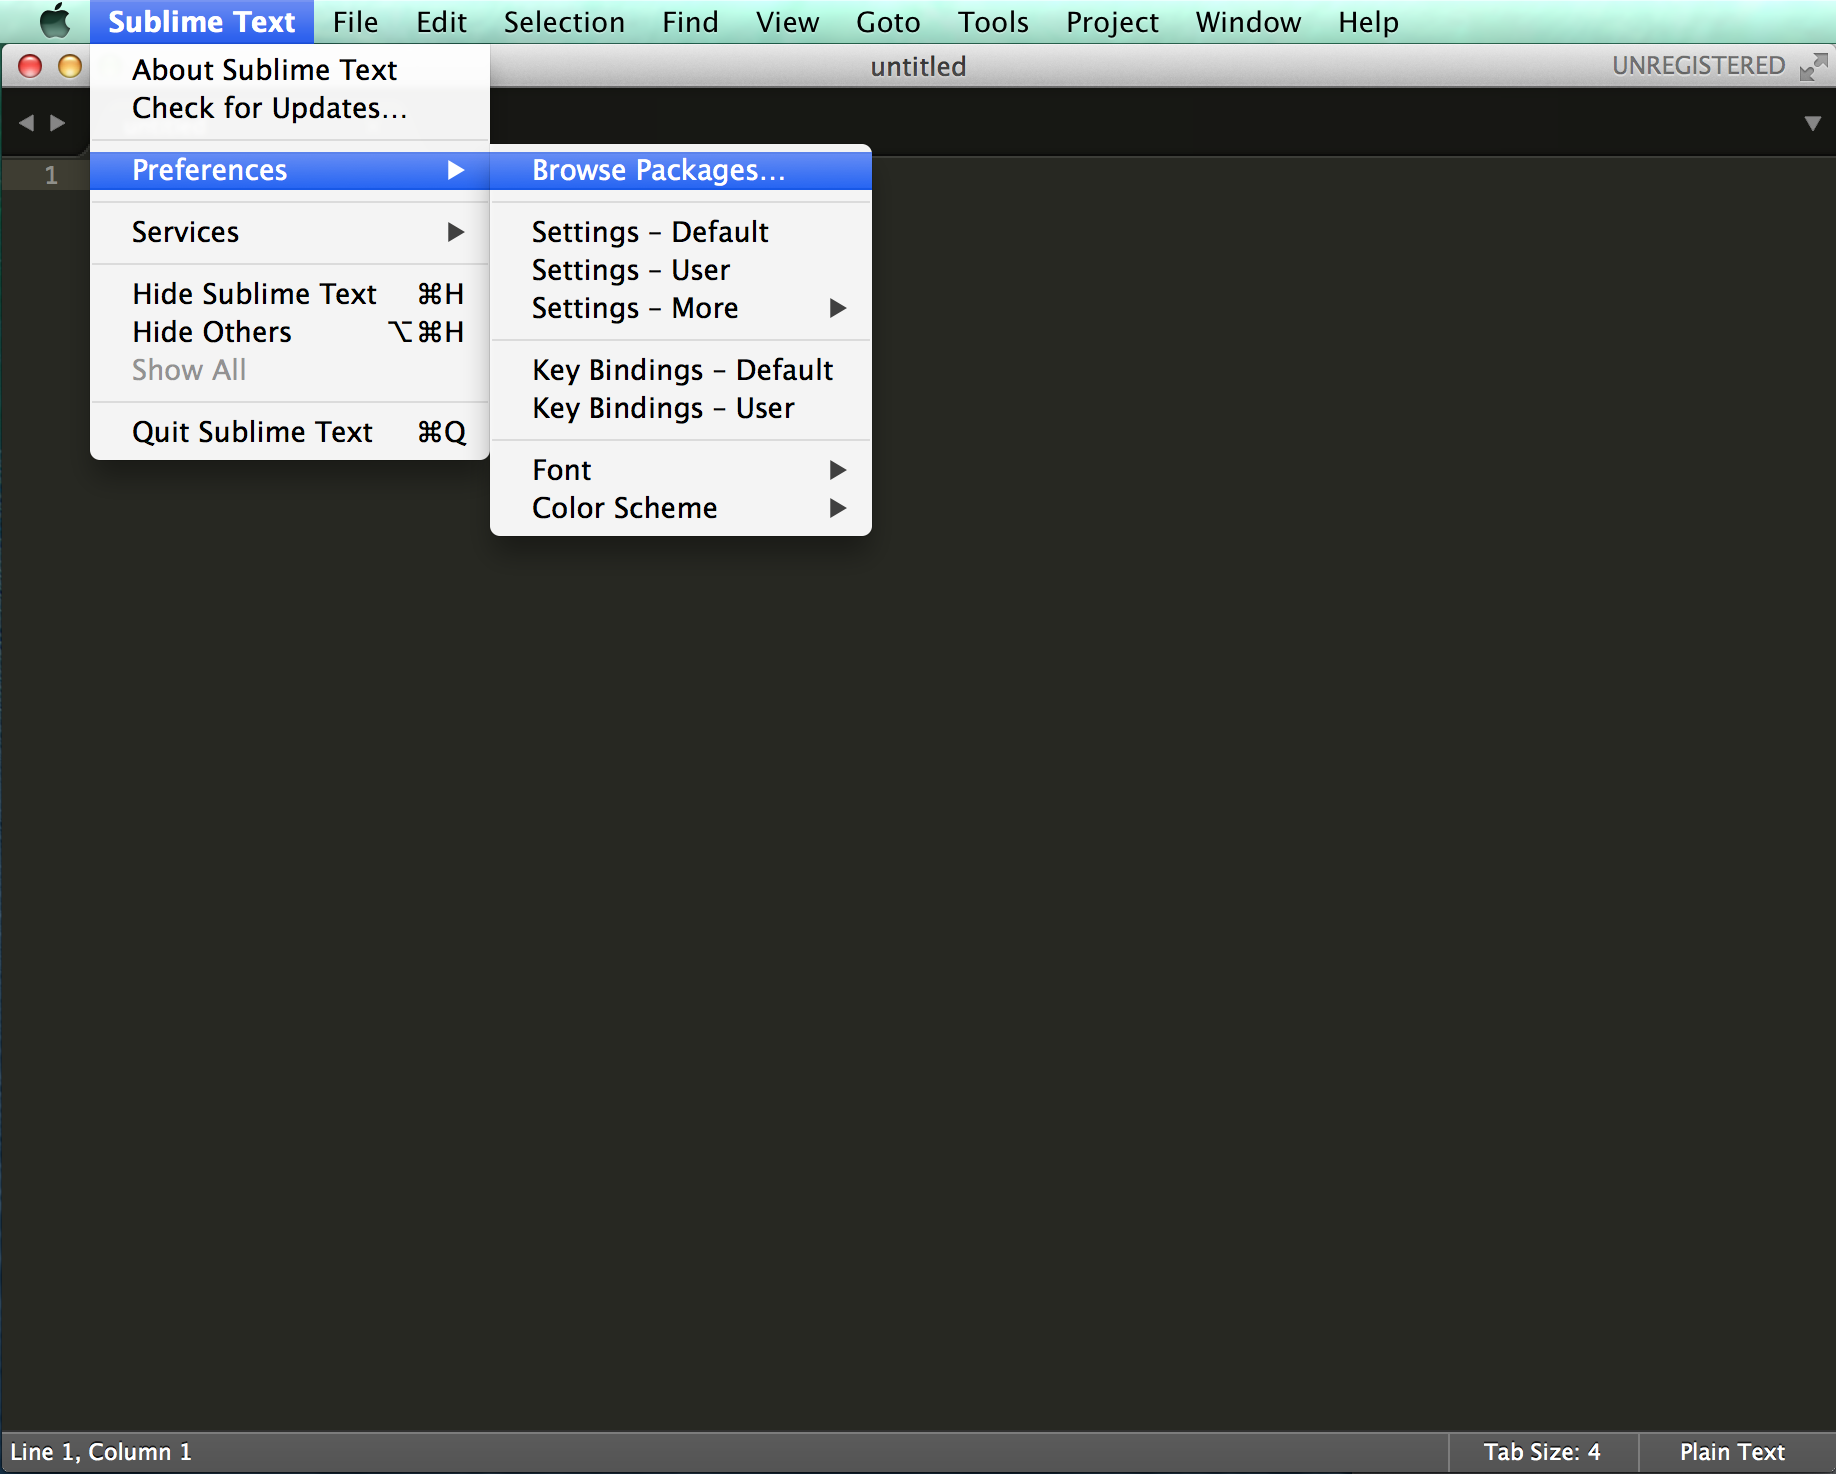 Sublime Text File Edit Selection Find View Goto Tools Project Window Help
untitled
UNREGISTERED
About Sublime Text
Check for Updates...
Preferences
Services
Hide Sublime Text ⌘H
Hide Others ⌥⌘H
Show All
Quit Sublime Text ⌘Q
Browse Packages...
Settings – Default
Settings – User
Settings – More
Key Bindings – Default
Key Bindings – User
Font
Color Scheme
1
Line 1, Column 1
Tab Size: 4
Plain Text